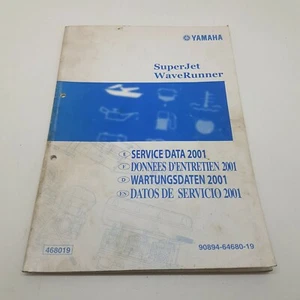 YAMAHA
SuperJet
WaveRunner
E SERVICE DATA 2001
F DONNEES D'ENTRETIEN 2001
D WARTUNGSDATEN 2001
ES DATOS DE SERVICIO 2001
468019
90894-64680-19